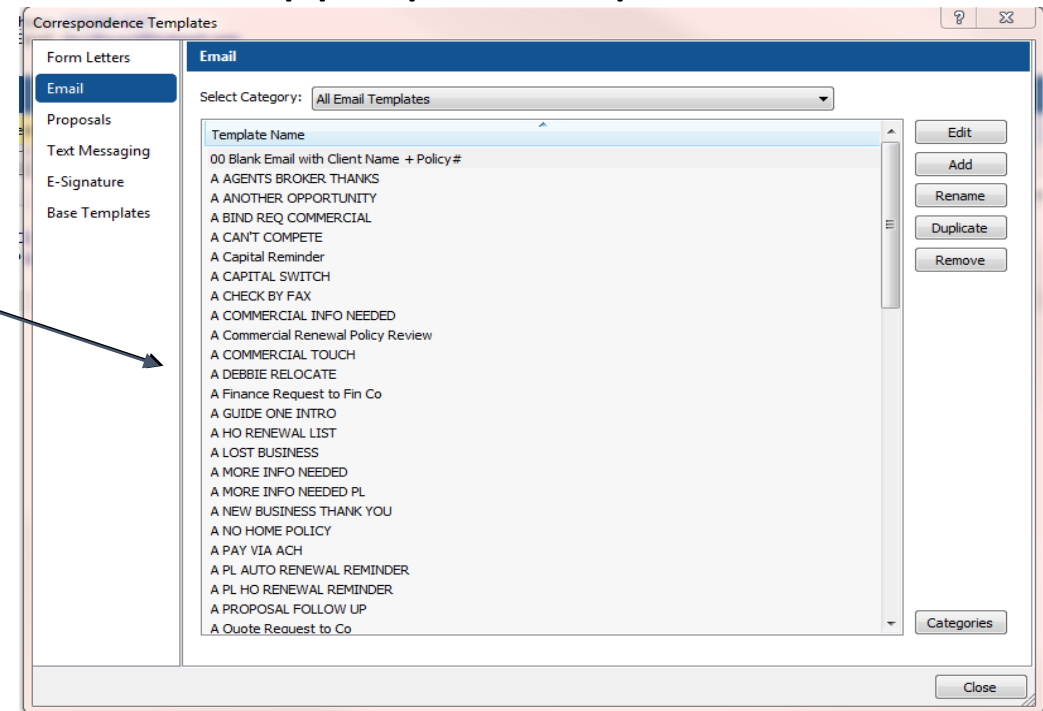 Correspondence Templates
Form Letters
Email
Proposals
Text Messaging
E-Signature
Base Templates
Email
Select Category: All Email Templates
Template Name
00 Blank Email with Client Name + Policy#
A AGENTS BROKER THANKS
A ANOTHER OPPORTUNITY
A BIND REQ COMMERCIAL
A CAN'T COMPETE
A Capital Reminder
A CAPITAL SWITCH
A CHECK BY FAX
A COMMERCIAL INFO NEEDED
A Commercial Renewal Policy Review
A COMMERCIAL TOUCH
A DEBBIE RELOCATE
A Finance Request to Fin Co
A GUIDE ONE INTRO
A HO RENEWAL LIST
A LOST BUSINESS
A MORE INFO NEEDED
A MORE INFO NEEDED PL
A NEW BUSINESS THANK YOU
A NO HOME POLICY
A PAY VIA ACH
A PL AUTO RENEWAL REMINDER
A PL HO RENEWAL REMINDER
A PROPOSAL FOLLOW UP
A Quote Request to Co
Edit
Add
Rename
Duplicate
Remove
Categories
Close